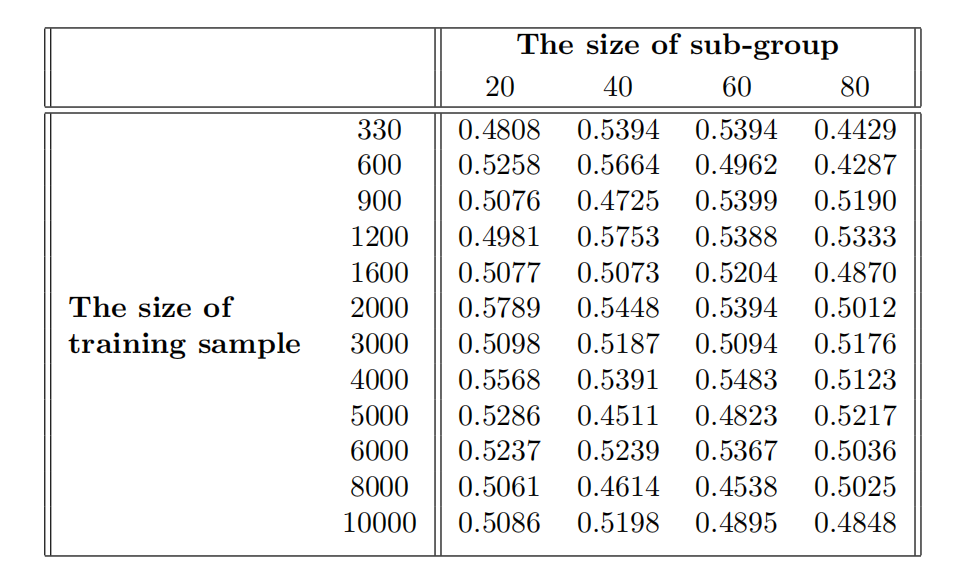 The size of sub-group
20 40 60 80
330 0.4808 0.5394 0.5394 0.4429
600 0.5258 0.5664 0.4962 0.4287
900 0.5076 0.4725 0.5399 0.5190
1200 0.4981 0.5753 0.5388 0.5333
1600 0.5077 0.5073 0.5204 0.4870
The size of 2000 0.5789 0.5448 0.5394 0.5012
training sample 3000 0.5098 0.5187 0.5094 0.5176
4000 0.5568 0.5391 0.5483 0.5123
5000 0.5286 0.4511 0.4823 0.5217
6000 0.5237 0.5239 0.5367 0.5036
8000 0.5061 0.4614 0.4538 0.5025
10000 0.5086 0.5198 0.4895 0.4848